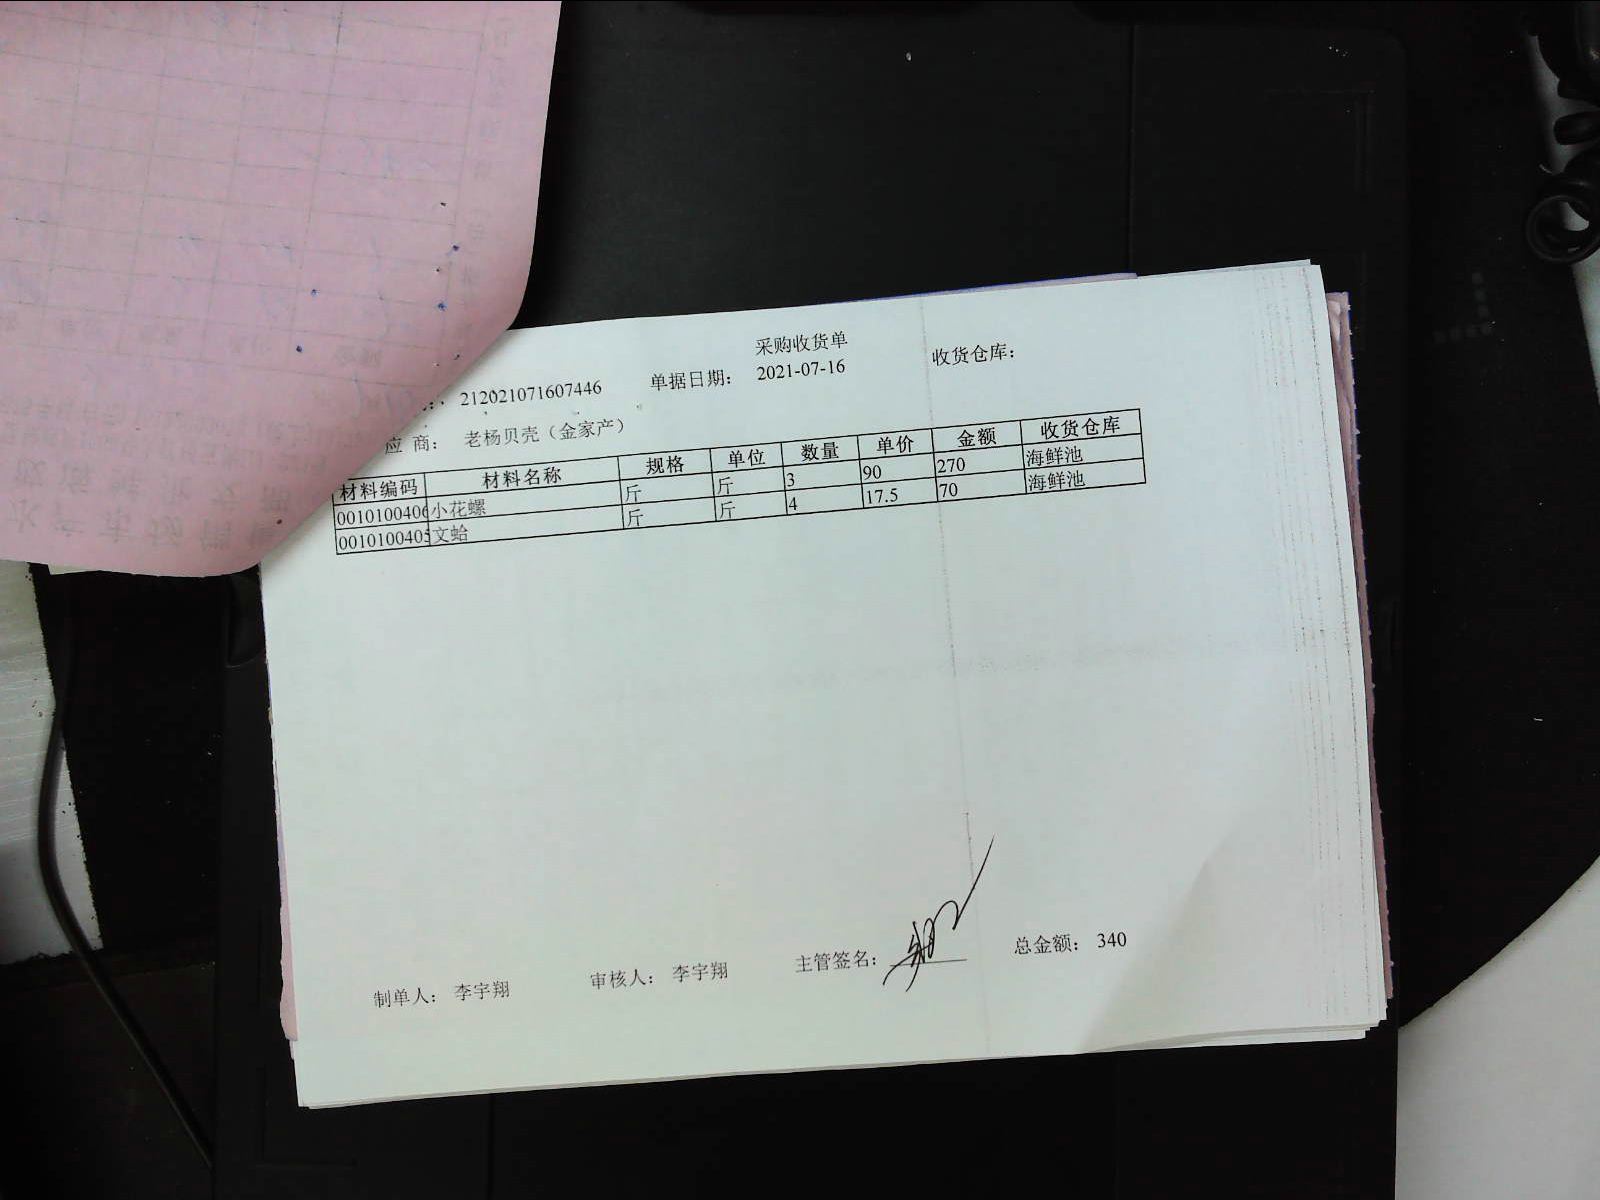 采购收货单
212021071607446 单据日期： 2021-07-16 收货仓库：
应 商： 老杨贝壳（金家产）
材料编码 材料名称 规格 单位 数量 单价 金额 收货仓库
0010100406 小花螺 斤 斤 3 90 270 海鲜池
001010040 文蛤 斤 斤 4 17.5 70 海鲜池
制单人： 李宇翔 审核人： 李宇翔 主管签名： 总金额： 340